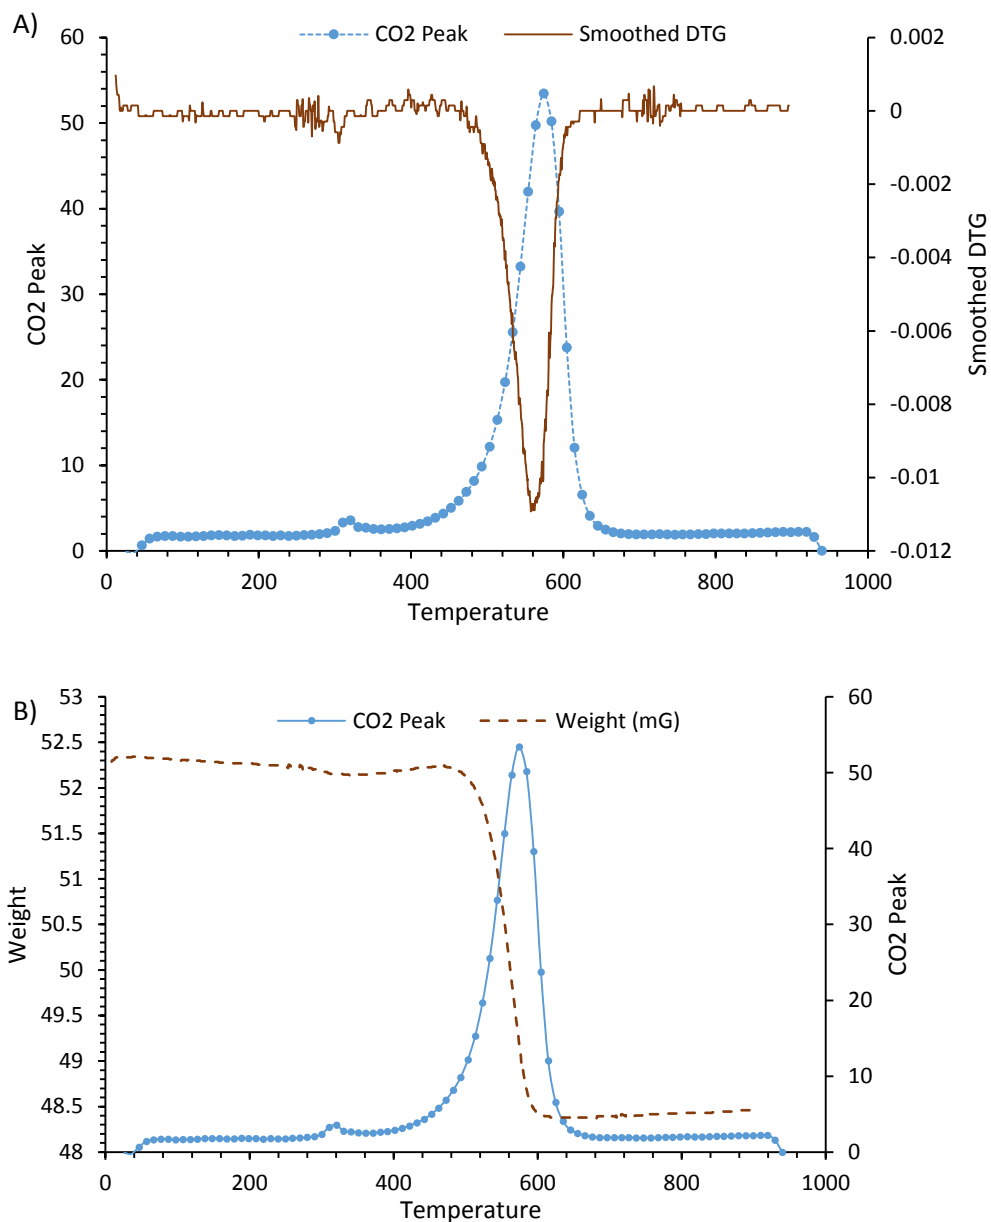 A)
CO2 Peak Smoothed DTG
60 0.002
50 0
40 -0.002
30 -0.004
20 -0.006
10 -0.008
0 -0.01
-0.012
CO2 Peak
Smoothed DTG
0 200 400 600 800 1000
Temperature
B)
CO2 Peak Weight (mG)
53 60
52.5
52 50
51.5
51 40
50.5
50 30
49.5
49 20
48.5 10
48 0
Weight
CO2 Peak
0 200 400 600 800 1000
Temperature